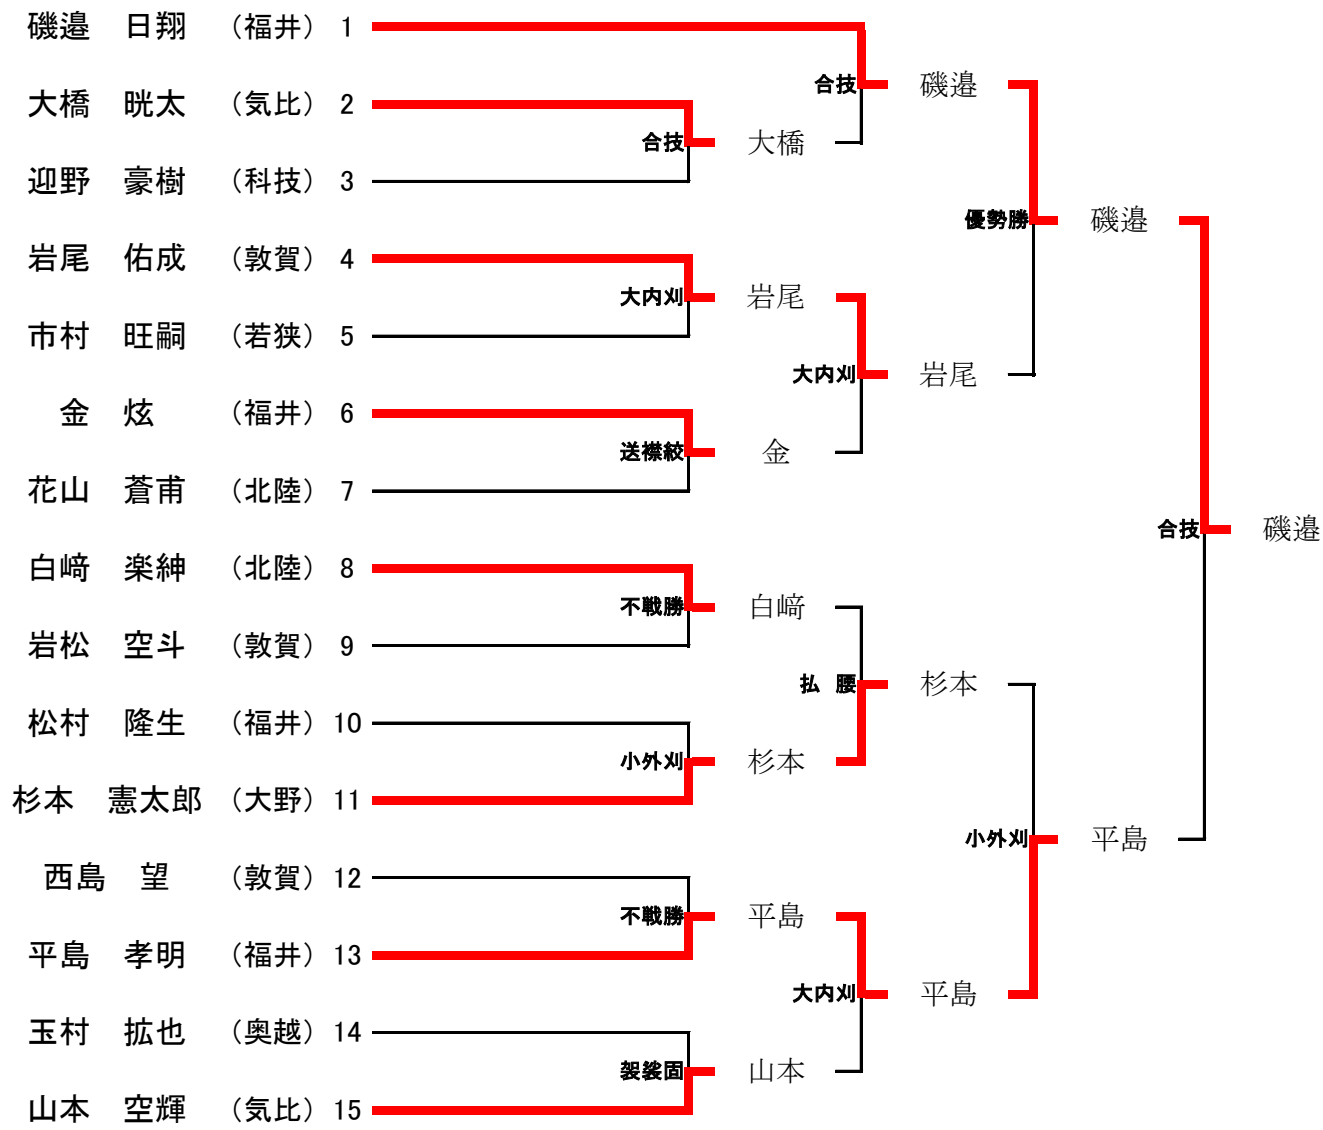 磯邉　日翔　（福井）　1
合技　磯邉
大橋　晄太　（気比）　2
合技　大橋
迎野　豪樹　（科技）　3
優勢勝　磯邉
岩尾　佑成　（敦賀）　4
大内刈　岩尾
市村　旺嗣　（若狭）　5
大内刈　岩尾
金　炫　（福井）　6
送襟絞　金
花山　蒼甫　（北陸）　7
合技　磯邉
白﨑　楽紳　（北陸）　8
不戦勝　白﨑
岩松　空斗　（敦賀）　9
払　腰　杉本
松村　隆生　（福井）　10
小外刈　杉本
杉本　憲太郎　（大野）　11
小外刈　平島
西島　望　（敦賀）　12
不戦勝　平島
平島　孝明　（福井）　13
大内刈　平島
玉村　拡也　（奥越）　14
袈裟固　山本
山本　空輝　（気比）　15